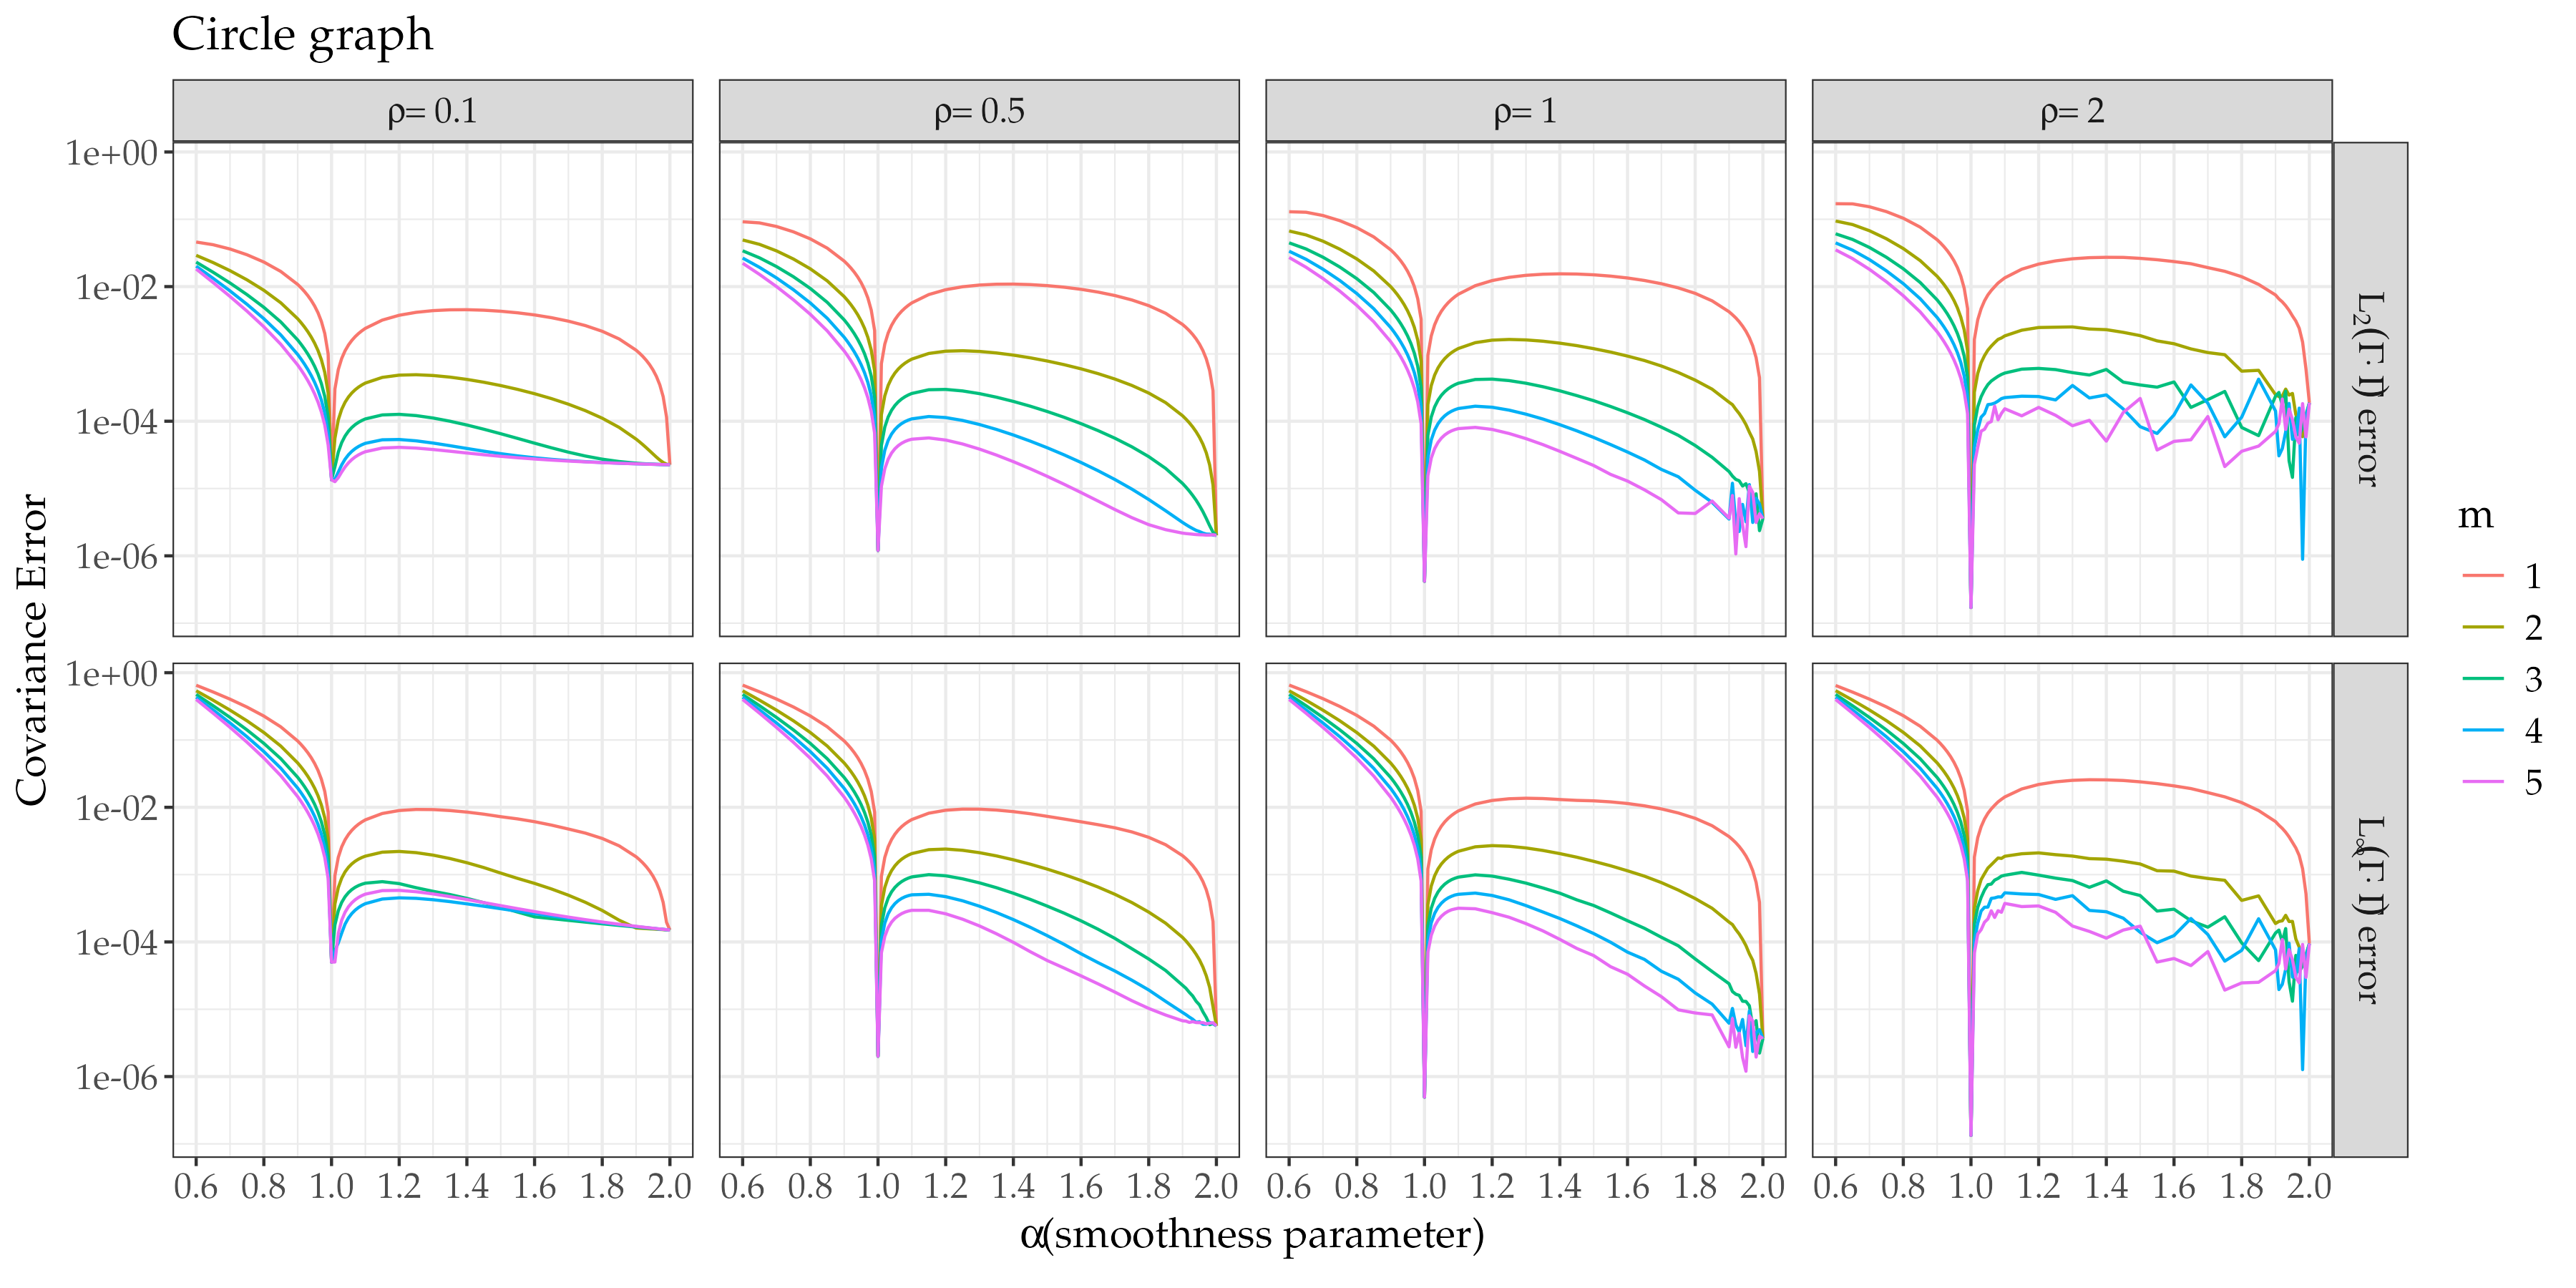 Circle graph
ρ= 0.1
ρ= 0.5
ρ= 1
ρ= 2
1e+00
1e-02
1e-04
1e-06
L2(Γ·Γ) error
1e+00
1e-02
1e-04
1e-06
L∞(Γ·Γ) error
Covariance Error
0.6 0.8 1.0 1.2 1.4 1.6 1.8 2.0
0.6 0.8 1.0 1.2 1.4 1.6 1.8 2.0
0.6 0.8 1.0 1.2 1.4 1.6 1.8 2.0
0.6 0.8 1.0 1.2 1.4 1.6 1.8 2.0
α(smoothness parameter)
m
1
2
3
4
5